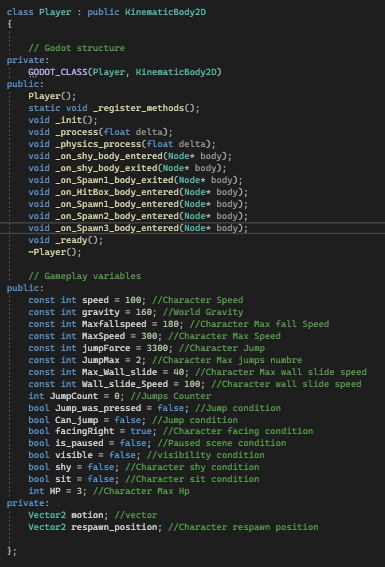 class Player : public KinematicBody2D
{
// Godot structure
private:
GODOT_CLASS(Player, KinematicBody2D)
public:
Player();
static void _register_methods();
void _init();
void _process(float delta);
void _physics_process(float delta);
void _on_shy_body_entered(Node* body);
void _on_shy_body_exited(Node* body);
void _on_Spawn1_body_exited(Node* body);
void _on_HitBox_body_entered(Node* body);
void _on_Spawn1_body_entered(Node* body);
void _on_Spawn2_body_entered(Node* body);
void _on_Spawn3_body_entered(Node* body);
void _ready();
~Player();
// Gameplay variables
public:
const int speed = 100; //Character Speed
const int gravity = 160; //World Gravity
const int Maxfallspeed = 180; //Character Max fall Speed
const int MaxSpeed = 300; //Character Max Speed
const int jumpForce = 3300; //Character Jump
const int JumpMax = 2; //Character Max jumps numbre
const int Max_Wall_slide = 40; //Character Max wall slide speed
const int Wall_slide_Speed = 100; //Character wall slide speed
int JumpCount = 0; //Jumps Counter
bool Jump_was_pressed = false; //Jump condition
bool Can_jump = false; //Jump condition
bool facingRight = true; //Character facing condition
bool is_paused = false; //Paused scene condition
bool visible = false; //visibility condition
bool shy = false; //Character shy condition
bool sit = false; //Character sit condition
int HP = 3; //Character Max Hp
private:
Vector2 motion; //vector
Vector2 respawn_position; //Character respawn position
};